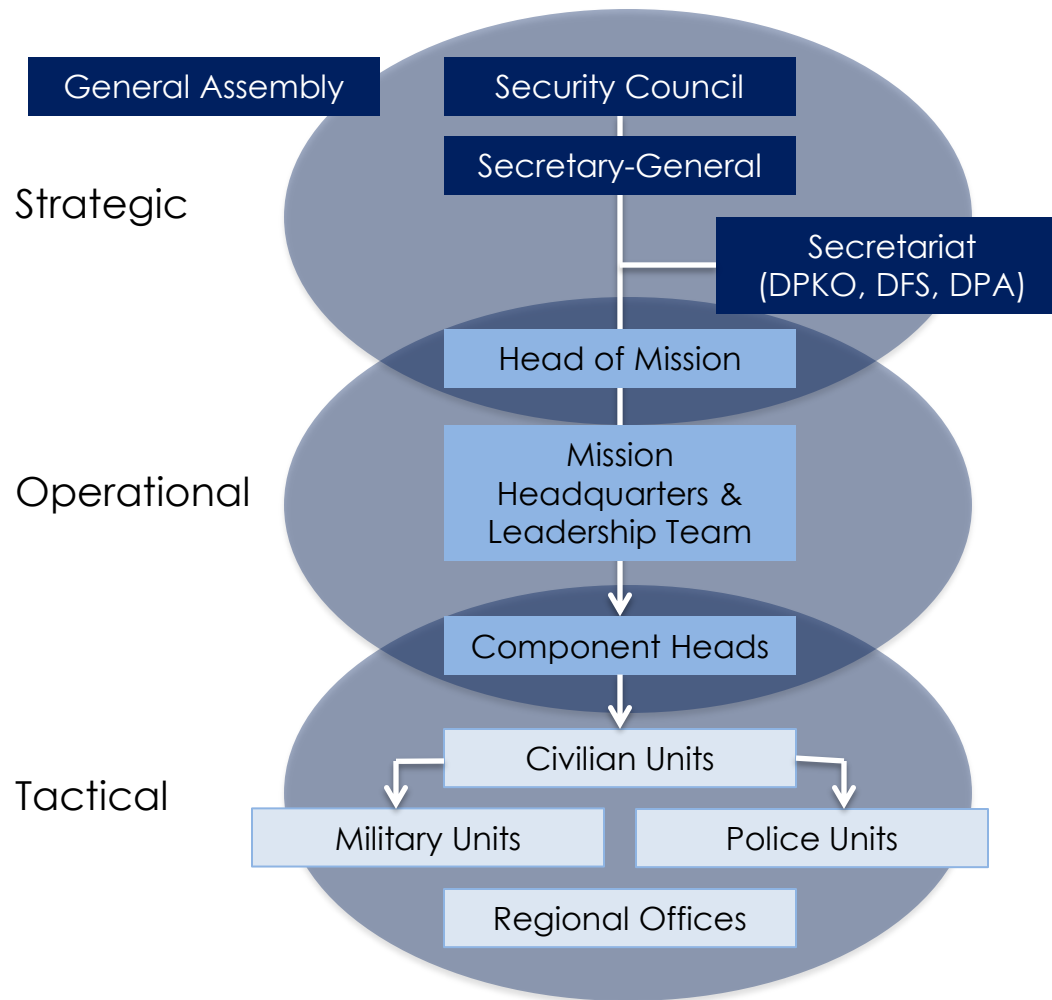 General Assembly
Security Council
Secretary-General
Strategic
Secretariat
(DPKO, DFS, DPA)
Head of Mission
Mission
Headquarters &
Leadership Team
Operational
Component Heads
Civilian Units
Tactical
Military Units
Police Units
Regional Offices